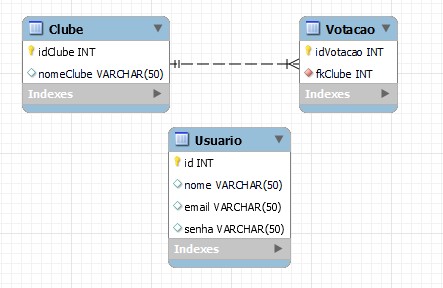 Clube
idClube INT
nomeClube VARCHAR(50)
Indexes
Votacao
idVotacao INT
fkClube INT
Indexes
Usuario
id INT
nome VARCHAR(50)
email VARCHAR(50)
senha VARCHAR(50)
Indexes